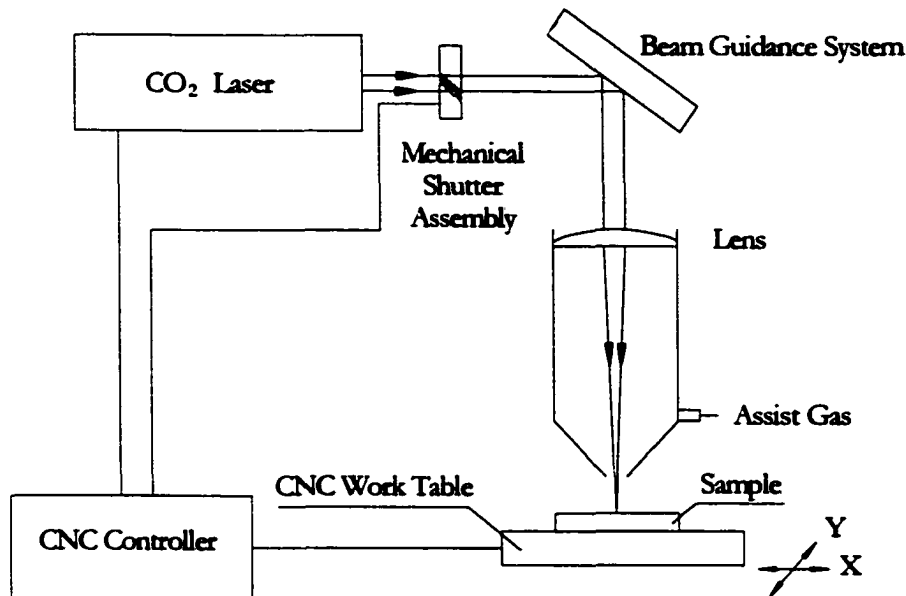 Beam Guidance System
CO₂ Laser
Mechanical
Shutter
Assembly
Lens
Assist Gas
CNC Work Table
Sample
CNC Controller
Y
X